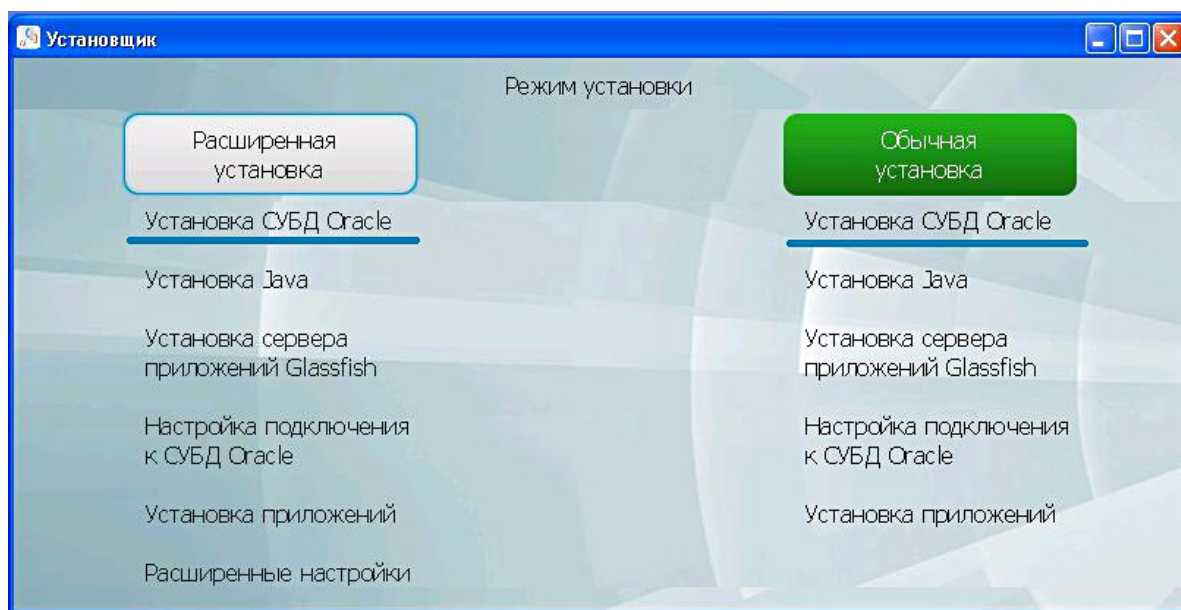 Установщик
Режим установки
Расширенная
установка
Установка СУБД Oracle
Установка Java
Установка сервера
приложений Glassfish
Настройка подключения
к СУБД Oracle
Установка приложений
Расширенные настройки
Обычная
установка
Установка СУБД Oracle
Установка Java
Установка сервера
приложений Glassfish
Настройка подключения
к СУБД Oracle
Установка приложений